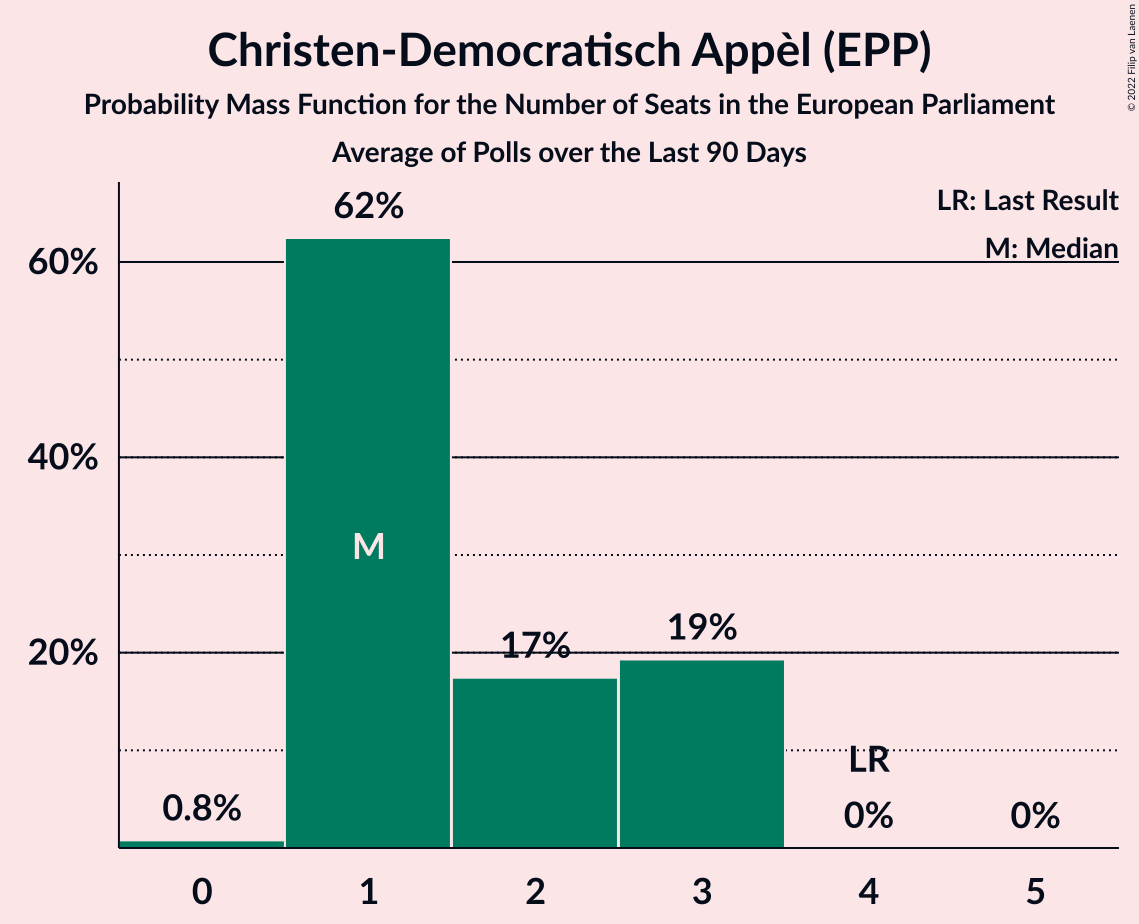 Christen-Democratisch Appèl (EPP)
Probability Mass Function for the Number of Seats in the European Parliament
Average of Polls over the Last 90 Days
© 2022 Filip van Laenen
LR: Last Result
M: Median
62%
60%
40%
M
19%
17%
20%
LR
0.8%
0%
0%
0 1 2 3 4 5